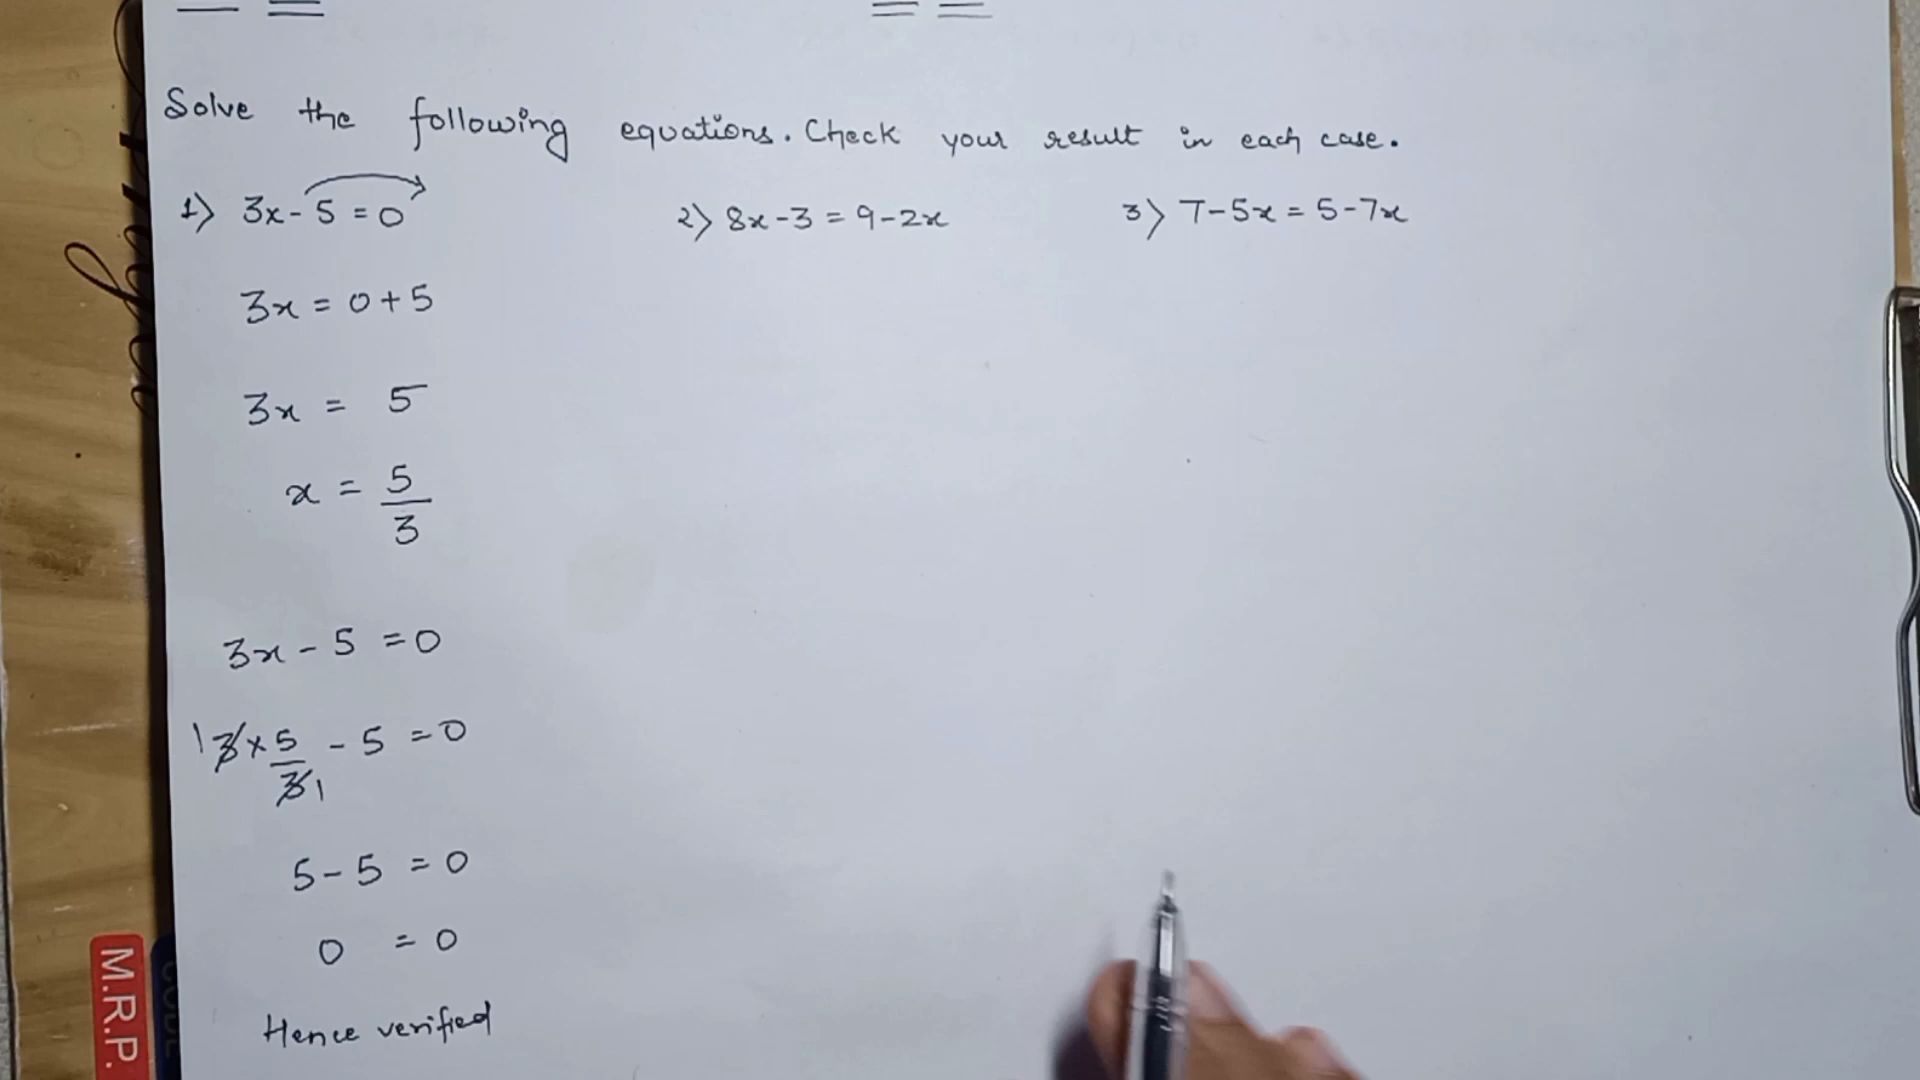 Solve the following equations. Check your result in each case.
1) 3x - 5 = 0
2) 8x - 3 = 9 - 2x
3) 7 - 5x = 5 - 7x
3x = 0 + 5
3x = 5
x = 5/3
3x - 5 = 0
1 3 × 5/3 1 - 5 = 0
5 - 5 = 0
0 = 0
Hence verified
M.R.P.